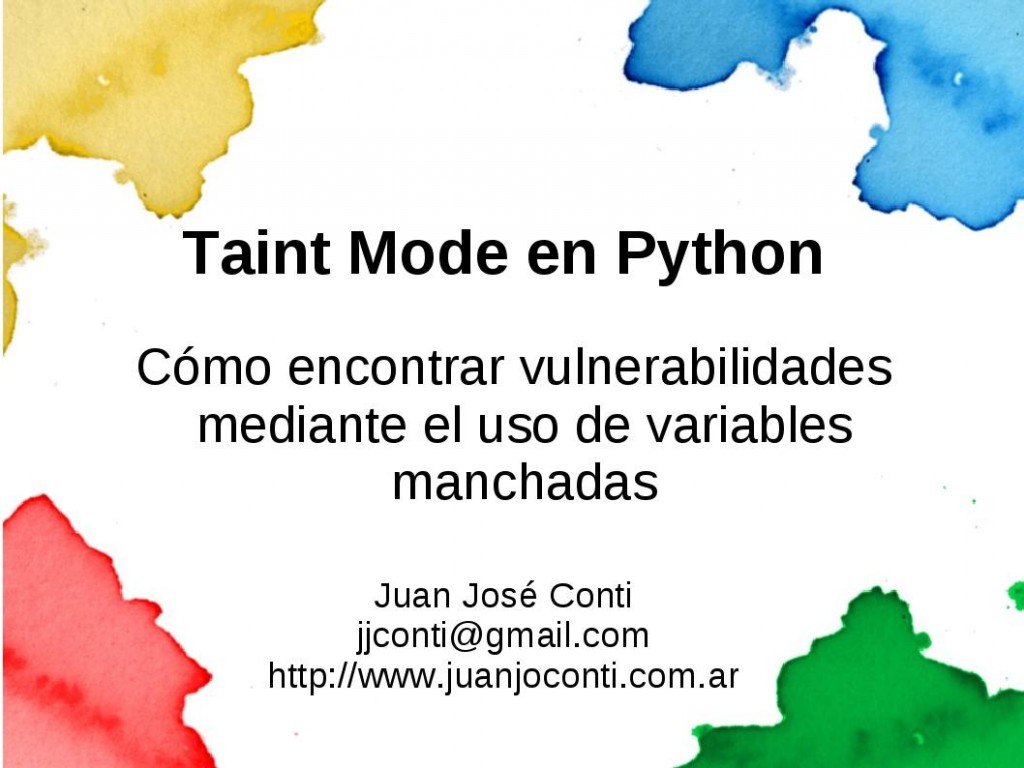 Taint Mode en Python
Cómo encontrar vulnerabilidades
mediante el uso de variables
manchadas
Juan José Conti
jjconti@gmail.com
http://www.juanjoconti.com.ar